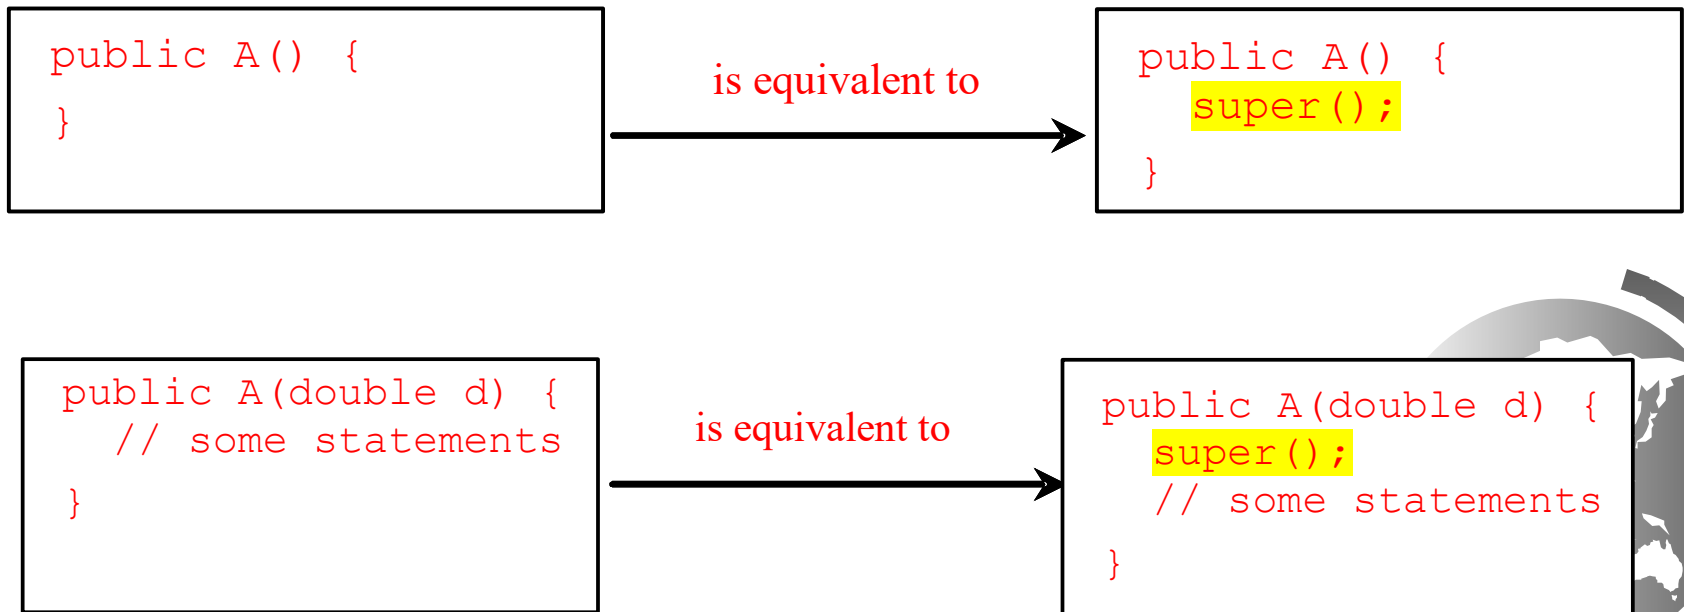 public A() {
}
is equivalent to
public A() {
super();
}
public A(double d) {
// some statements
}
is equivalent to
public A(double d) {
super();
// some statements
}